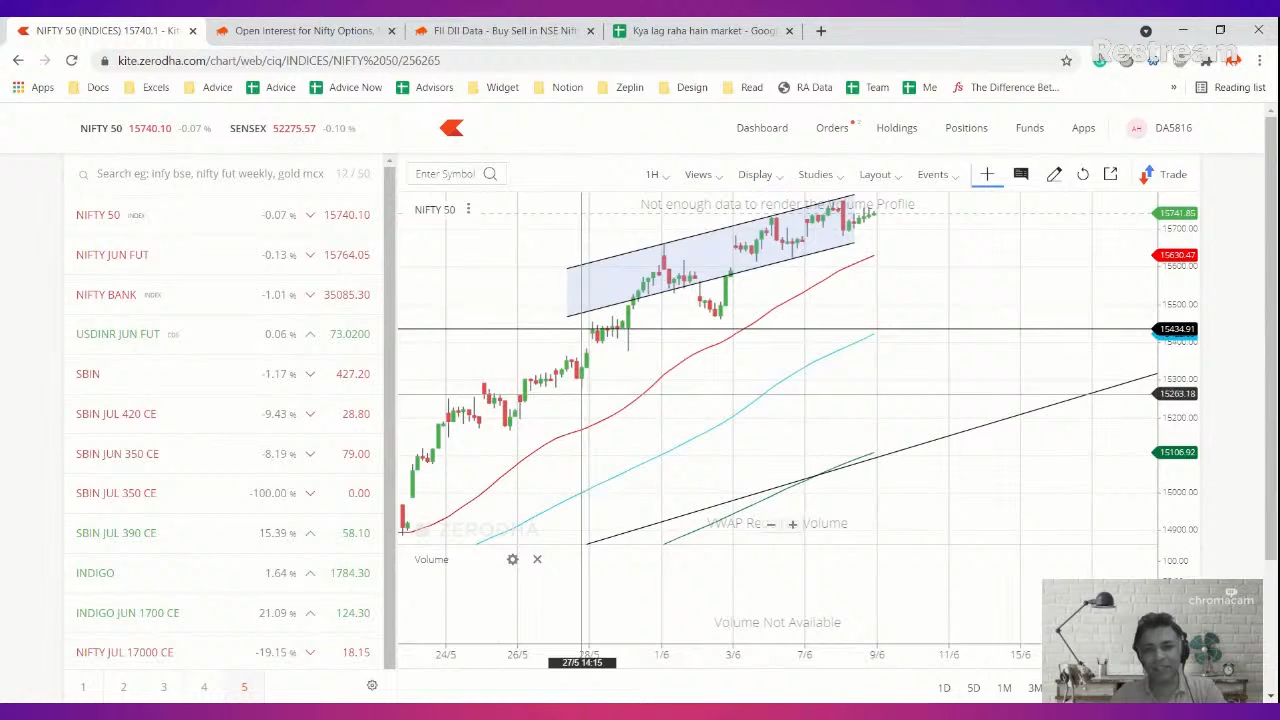 NIFTY 50 (INDICES) 15740.1 - Kit
Open Interest for Nifty Options,
FII DII Data - Buy Sell in NSE Nift
Kya lag raha hain market - Googl
Restream
kite.zerodha.com/chart/web/ciq/INDICES/NIFTY%2050/256265
Apps Docs Exits Advice Advice Advice Now Advisors Widget Notion Zeplin Design Read RA Data Team Me The Difference Bet... » Reading list
NIFTY 50 15740.10 -0.07 % SENSEX 52275.57 -0.10 %
Dashboard Orders Holdings Positions Funds Apps AH DA5816
Search eg: infy bse, nifty fut weekly, gold mcx 12 / 50
NIFTY 50 INDEX -0.07 % 15740.10
NIFTY JUN FUT -0.13 % 15764.05
NIFTY BANK INDEX -1.01 % 35085.30
USDINR JUN FUT CDS 0.06 % 73.0200
SBIN -1.17 % 427.20
SBIN JUL 420 CE -9.43 % 28.80
SBIN JUN 350 CE -8.19 % 79.00
SBIN JUL 350 CE -100.00 % 0.00
SBIN JUL 390 CE 15.39 % 58.10
INDIGO 1.64 % 1784.30
INDIGO JUN 1700 CE 21.09 % 124.30
NIFTY JUL 17000 CE -19.15 % 18.15
1 2 3 4 5
Enter Symbol 1H Views Display Studies Layout Events Trade
NIFTY 50
Not enough data to render the Volume Profile
15741.85
15700.00
15630.47
15600.00
15500.00
15434.91
15400.00
15300.00
15263.18
15200.00
15106.92
15000.00
14900.00
ZERODHA
VWAP Re
Volume
Volume
100.00
Volume Not Available
24/5 26/5 28/5 1/6 3/6 7/6 9/6 11/6 15/6
27/5 14:15
1D 5D 1M 3M
chromacam